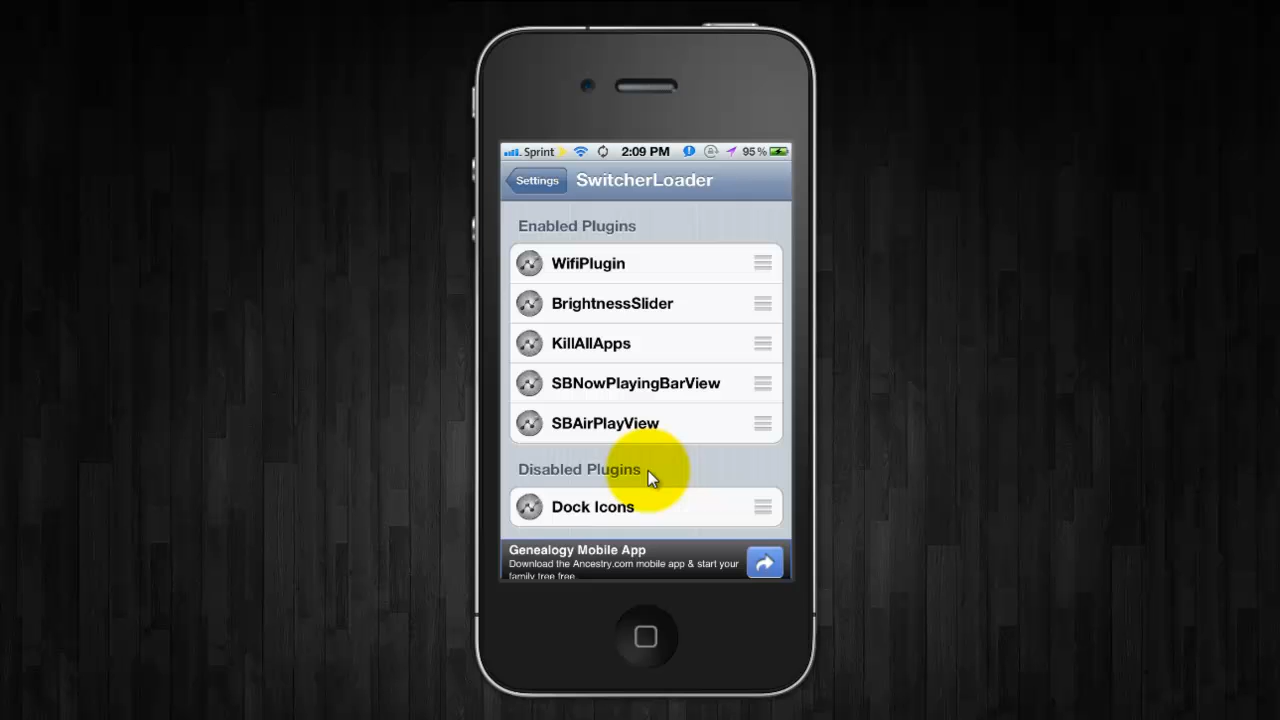 Sprint 2:09 PM 95%
Settings SwitcherLoader
Enabled Plugins
WifiPlugin
BrightnessSlider
KillAllApps
SBNowPlayingBarView
SBAirPlayView
Disabled Plugins
Dock Icons
Genealogy Mobile App
Download the Ancestry.com mobile app & start your
family tree free